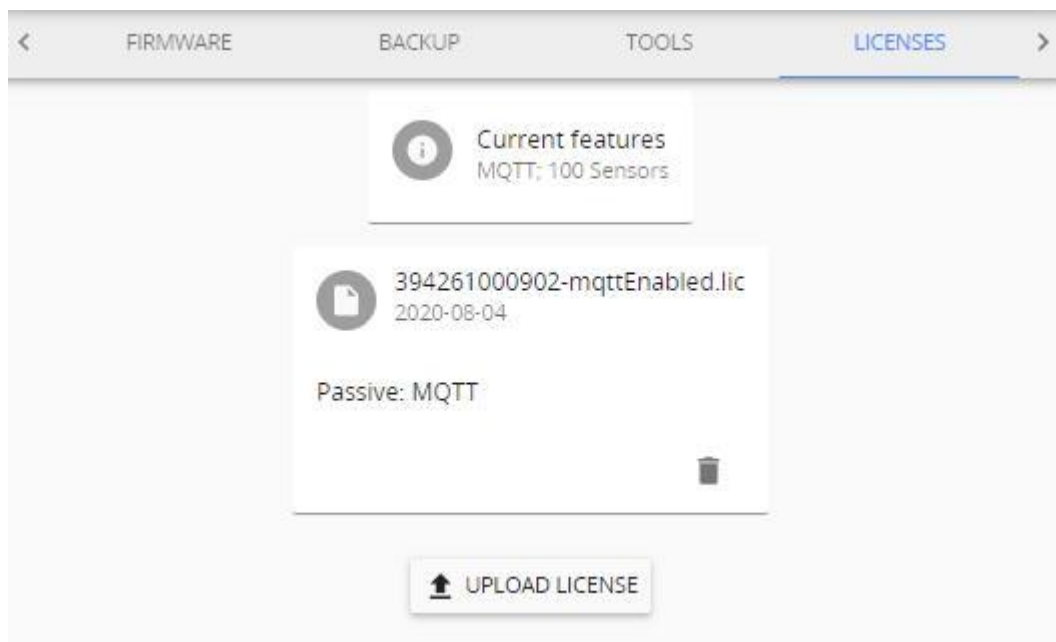 FIRMWARE BACKUP TOOLS LICENSES
Current features
MQTT; 100 Sensors
394261000902-mqttEnabled.lic
2020-08-04
Passive: MQTT
UPLOAD LICENSE